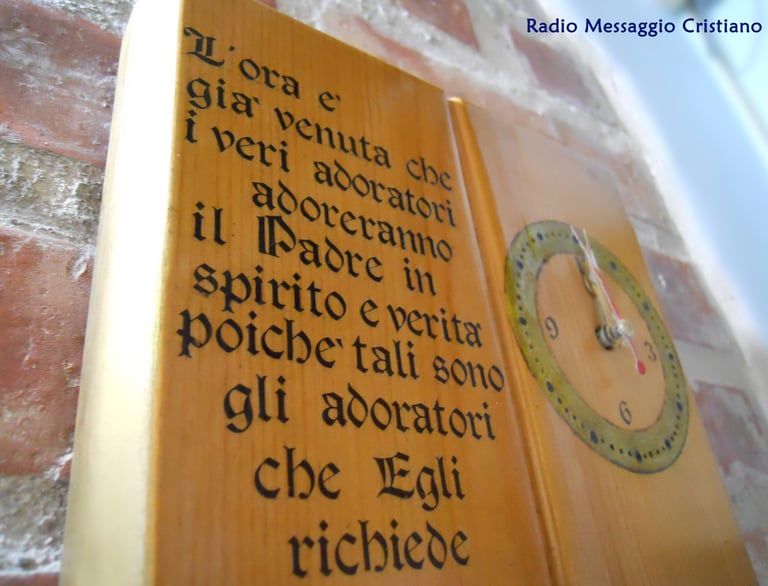 Radio Messaggio Cristiano
L'ora e'
gia' venuta che
i veri adoratori
adoreranno
il Padre in
spirito e verita'
poiche' tali sono
gli adoratori
che Egli
richiede
9
3
6